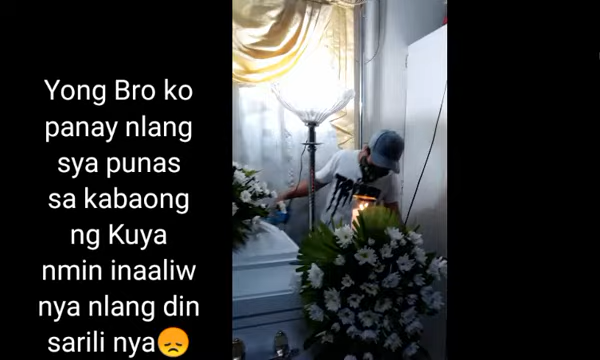 Yong Bro ko
panay nlang
sya punas
sa kabaong
ng Kuya
nmin inaaliw
nya nlang din
sarili nya😞